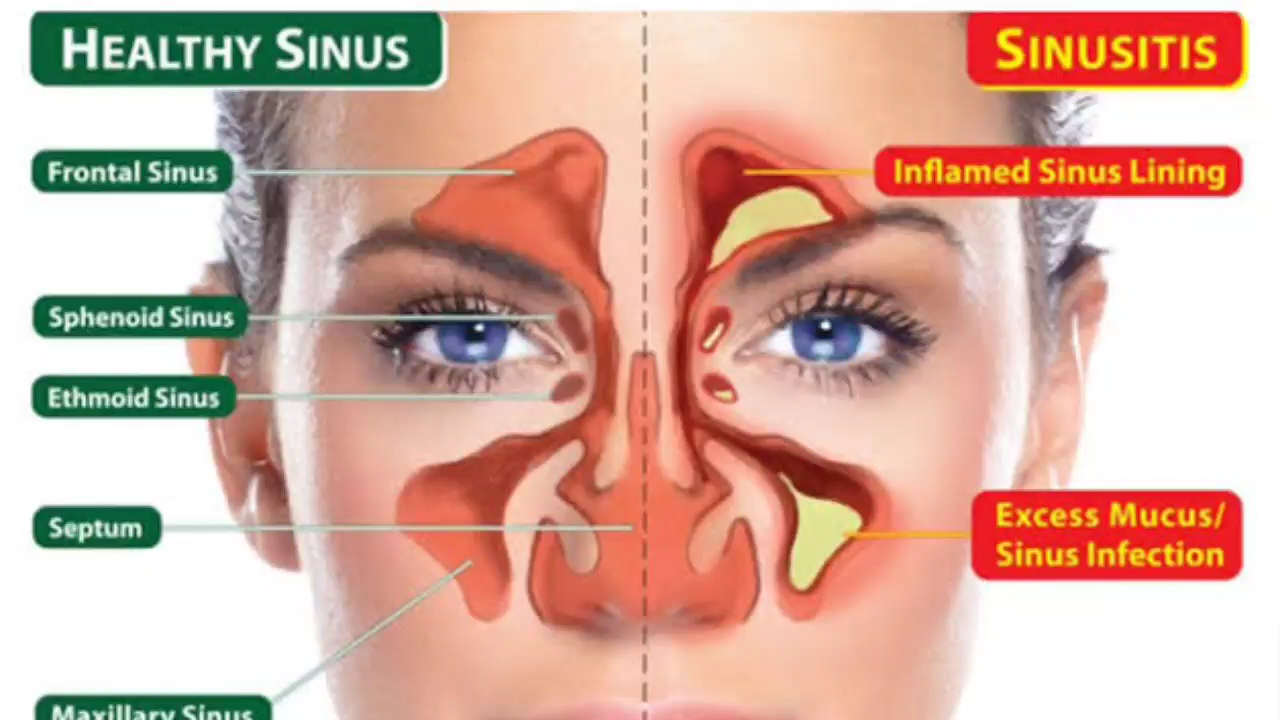 HEALTHY SINUS
SINUSITIS
Frontal Sinus
Inflamed Sinus Lining
Sphenoid Sinus
Ethmoid Sinus
Septum
Excess Mucus/
Sinus Infection
Maxillary Sinus